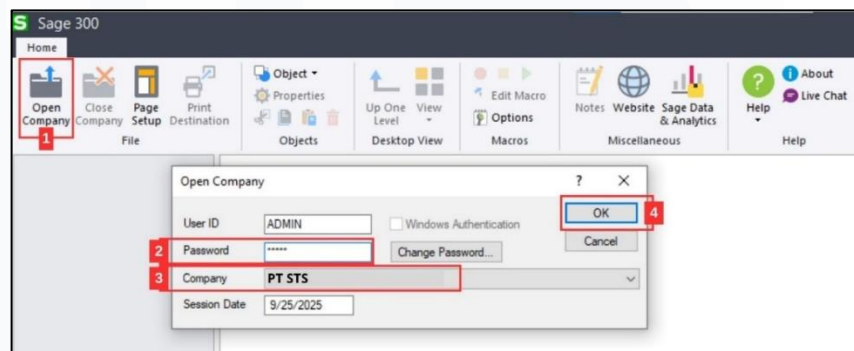 S Sage 300
Home
Open Company
Close Company
Page Setup
Print Destination
File
Object
Properties
Objects
Up One Level
View
Desktop View
Edit Macro
Options
Macros
Notes
Website
Sage Data & Analytics
Miscellaneous
Help
About
Live Chat
Help
1
Open Company ? X
User ID ADMIN Windows Authentication OK 4
2 Password ***** Change Password... Cancel
3 Company PT STS
Session Date 9/25/2025